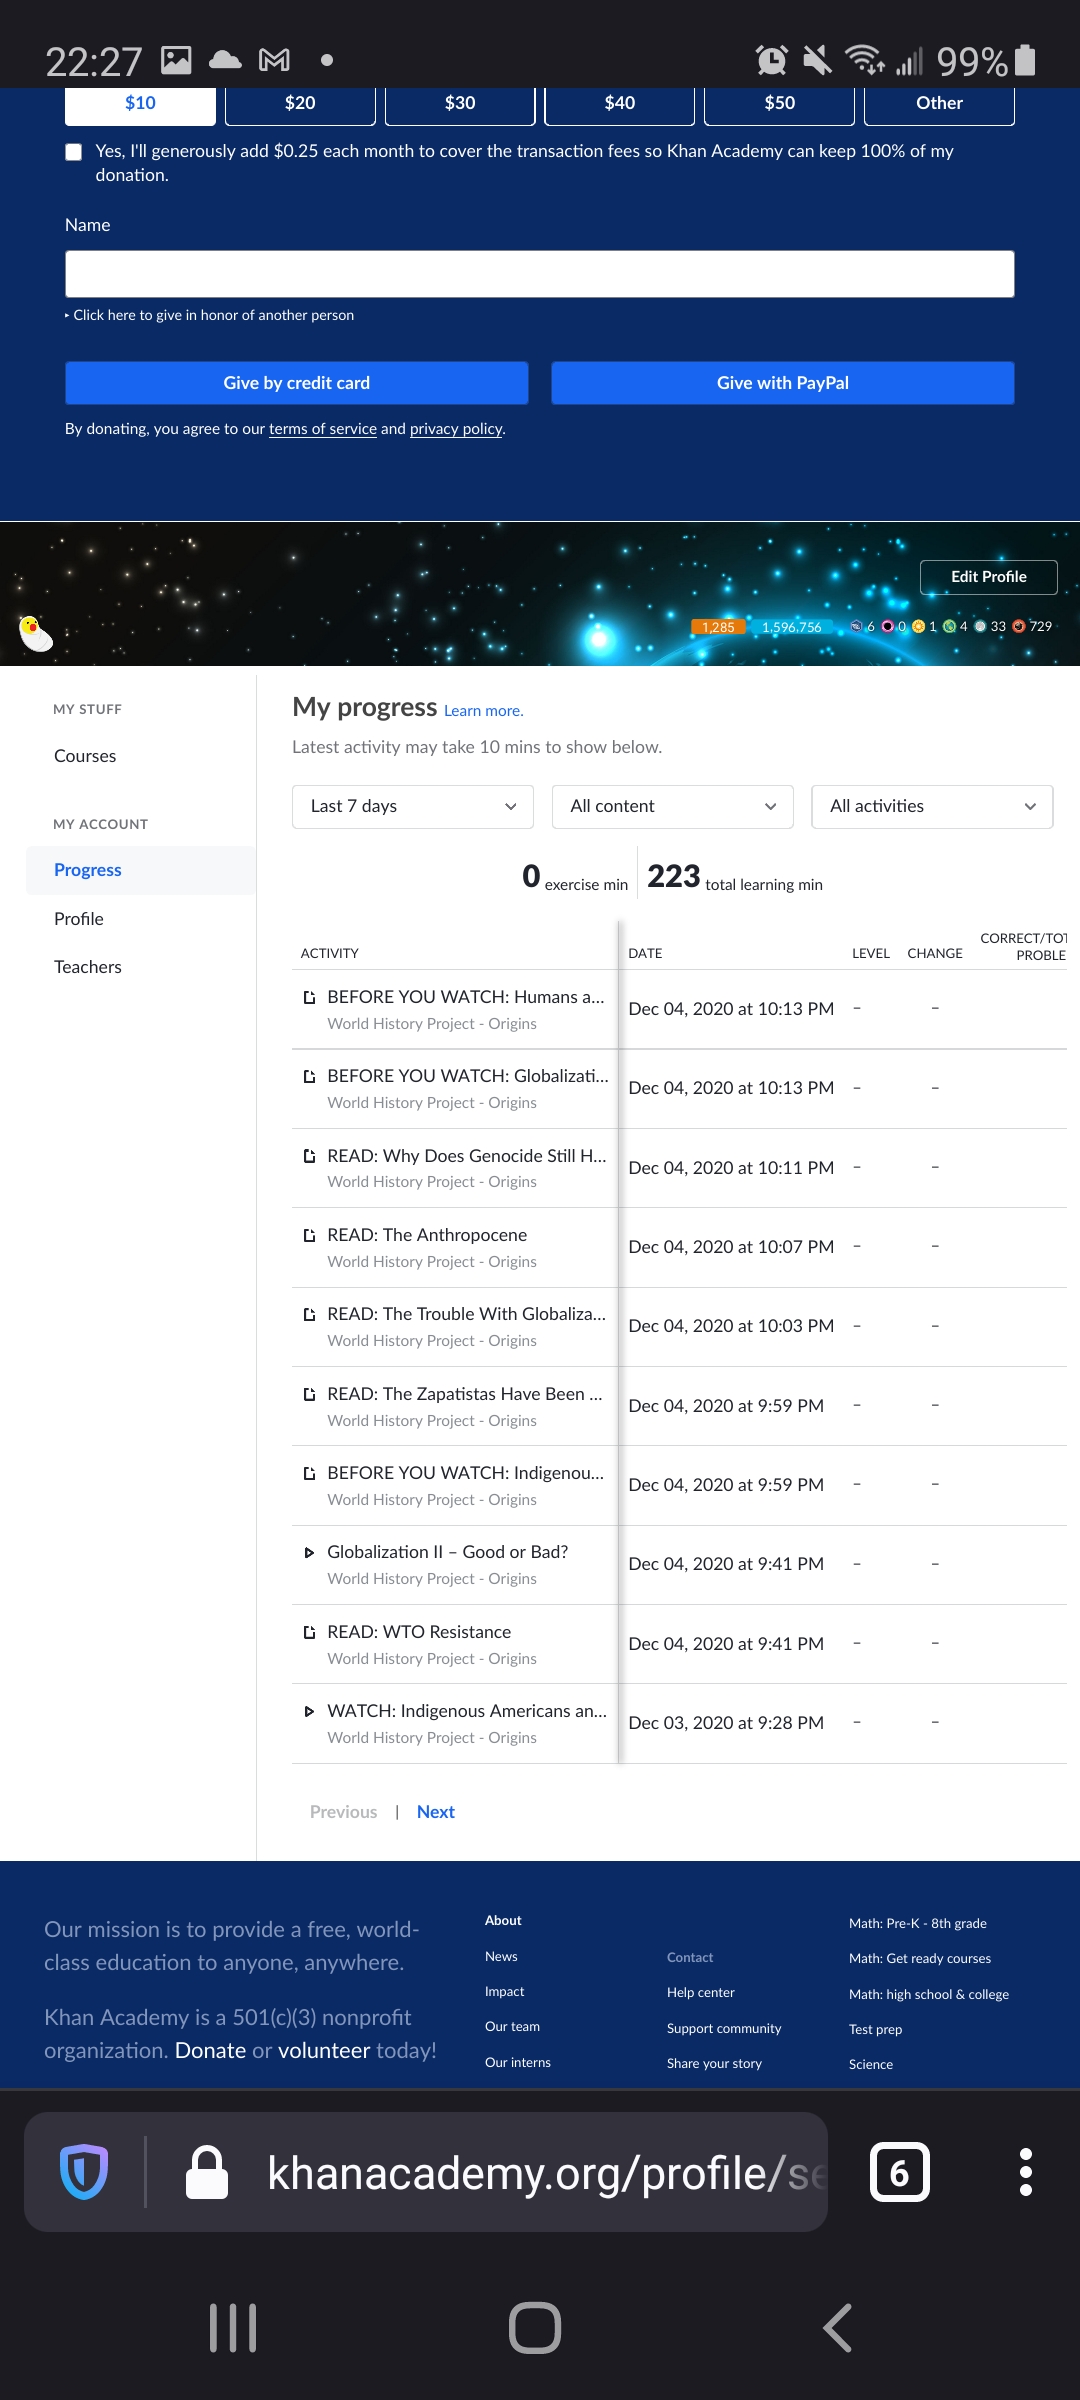 22:27
99%
$10 $20 $30 $40 $50 Other
Yes, I'll generously add $0.25 each month to cover the transaction fees so Khan Academy can keep 100% of my
donation.
Name
Click here to give in honor of another person
Give by credit card Give with PayPal
By donating, you agree to our terms of service and privacy policy.
Edit Profile
1,285 1,596,756 6 0 1 4 33 729
MY STUFF
Courses
MY ACCOUNT
Progress
Profile
Teachers
My progress Learn more.
Latest activity may take 10 mins to show below.
Last 7 days All content All activities
0 exercise min 223 total learning min
ACTIVITY DATE LEVEL CHANGE CORRECT/TOT
PROBLE
BEFORE YOU WATCH: Humans a...
World History Project - Origins
Dec 04, 2020 at 10:13 PM – –
BEFORE YOU WATCH: Globalizati...
World History Project - Origins
Dec 04, 2020 at 10:13 PM – –
READ: Why Does Genocide Still H...
World History Project - Origins
Dec 04, 2020 at 10:11 PM – –
READ: The Anthropocene
World History Project - Origins
Dec 04, 2020 at 10:07 PM – –
READ: The Trouble With Globaliza...
World History Project - Origins
Dec 04, 2020 at 10:03 PM – –
READ: The Zapatistas Have Been ...
World History Project - Origins
Dec 04, 2020 at 9:59 PM – –
BEFORE YOU WATCH: Indigenou...
World History Project - Origins
Dec 04, 2020 at 9:59 PM – –
Globalization II – Good or Bad?
World History Project - Origins
Dec 04, 2020 at 9:41 PM – –
READ: WTO Resistance
World History Project - Origins
Dec 04, 2020 at 9:41 PM – –
WATCH: Indigenous Americans an...
World History Project - Origins
Dec 03, 2020 at 9:28 PM – –
Previous | Next
Our mission is to provide a free, world-
class education to anyone, anywhere.
Khan Academy is a 501(c)(3) nonprofit
organization. Donate or volunteer today!
About
News
Impact
Our team
Our interns
Contact
Help center
Support community
Share your story
Math: Pre-K - 8th grade
Math: Get ready courses
Math: high school & college
Test prep
Science
khanacademy.org/profile/se
6